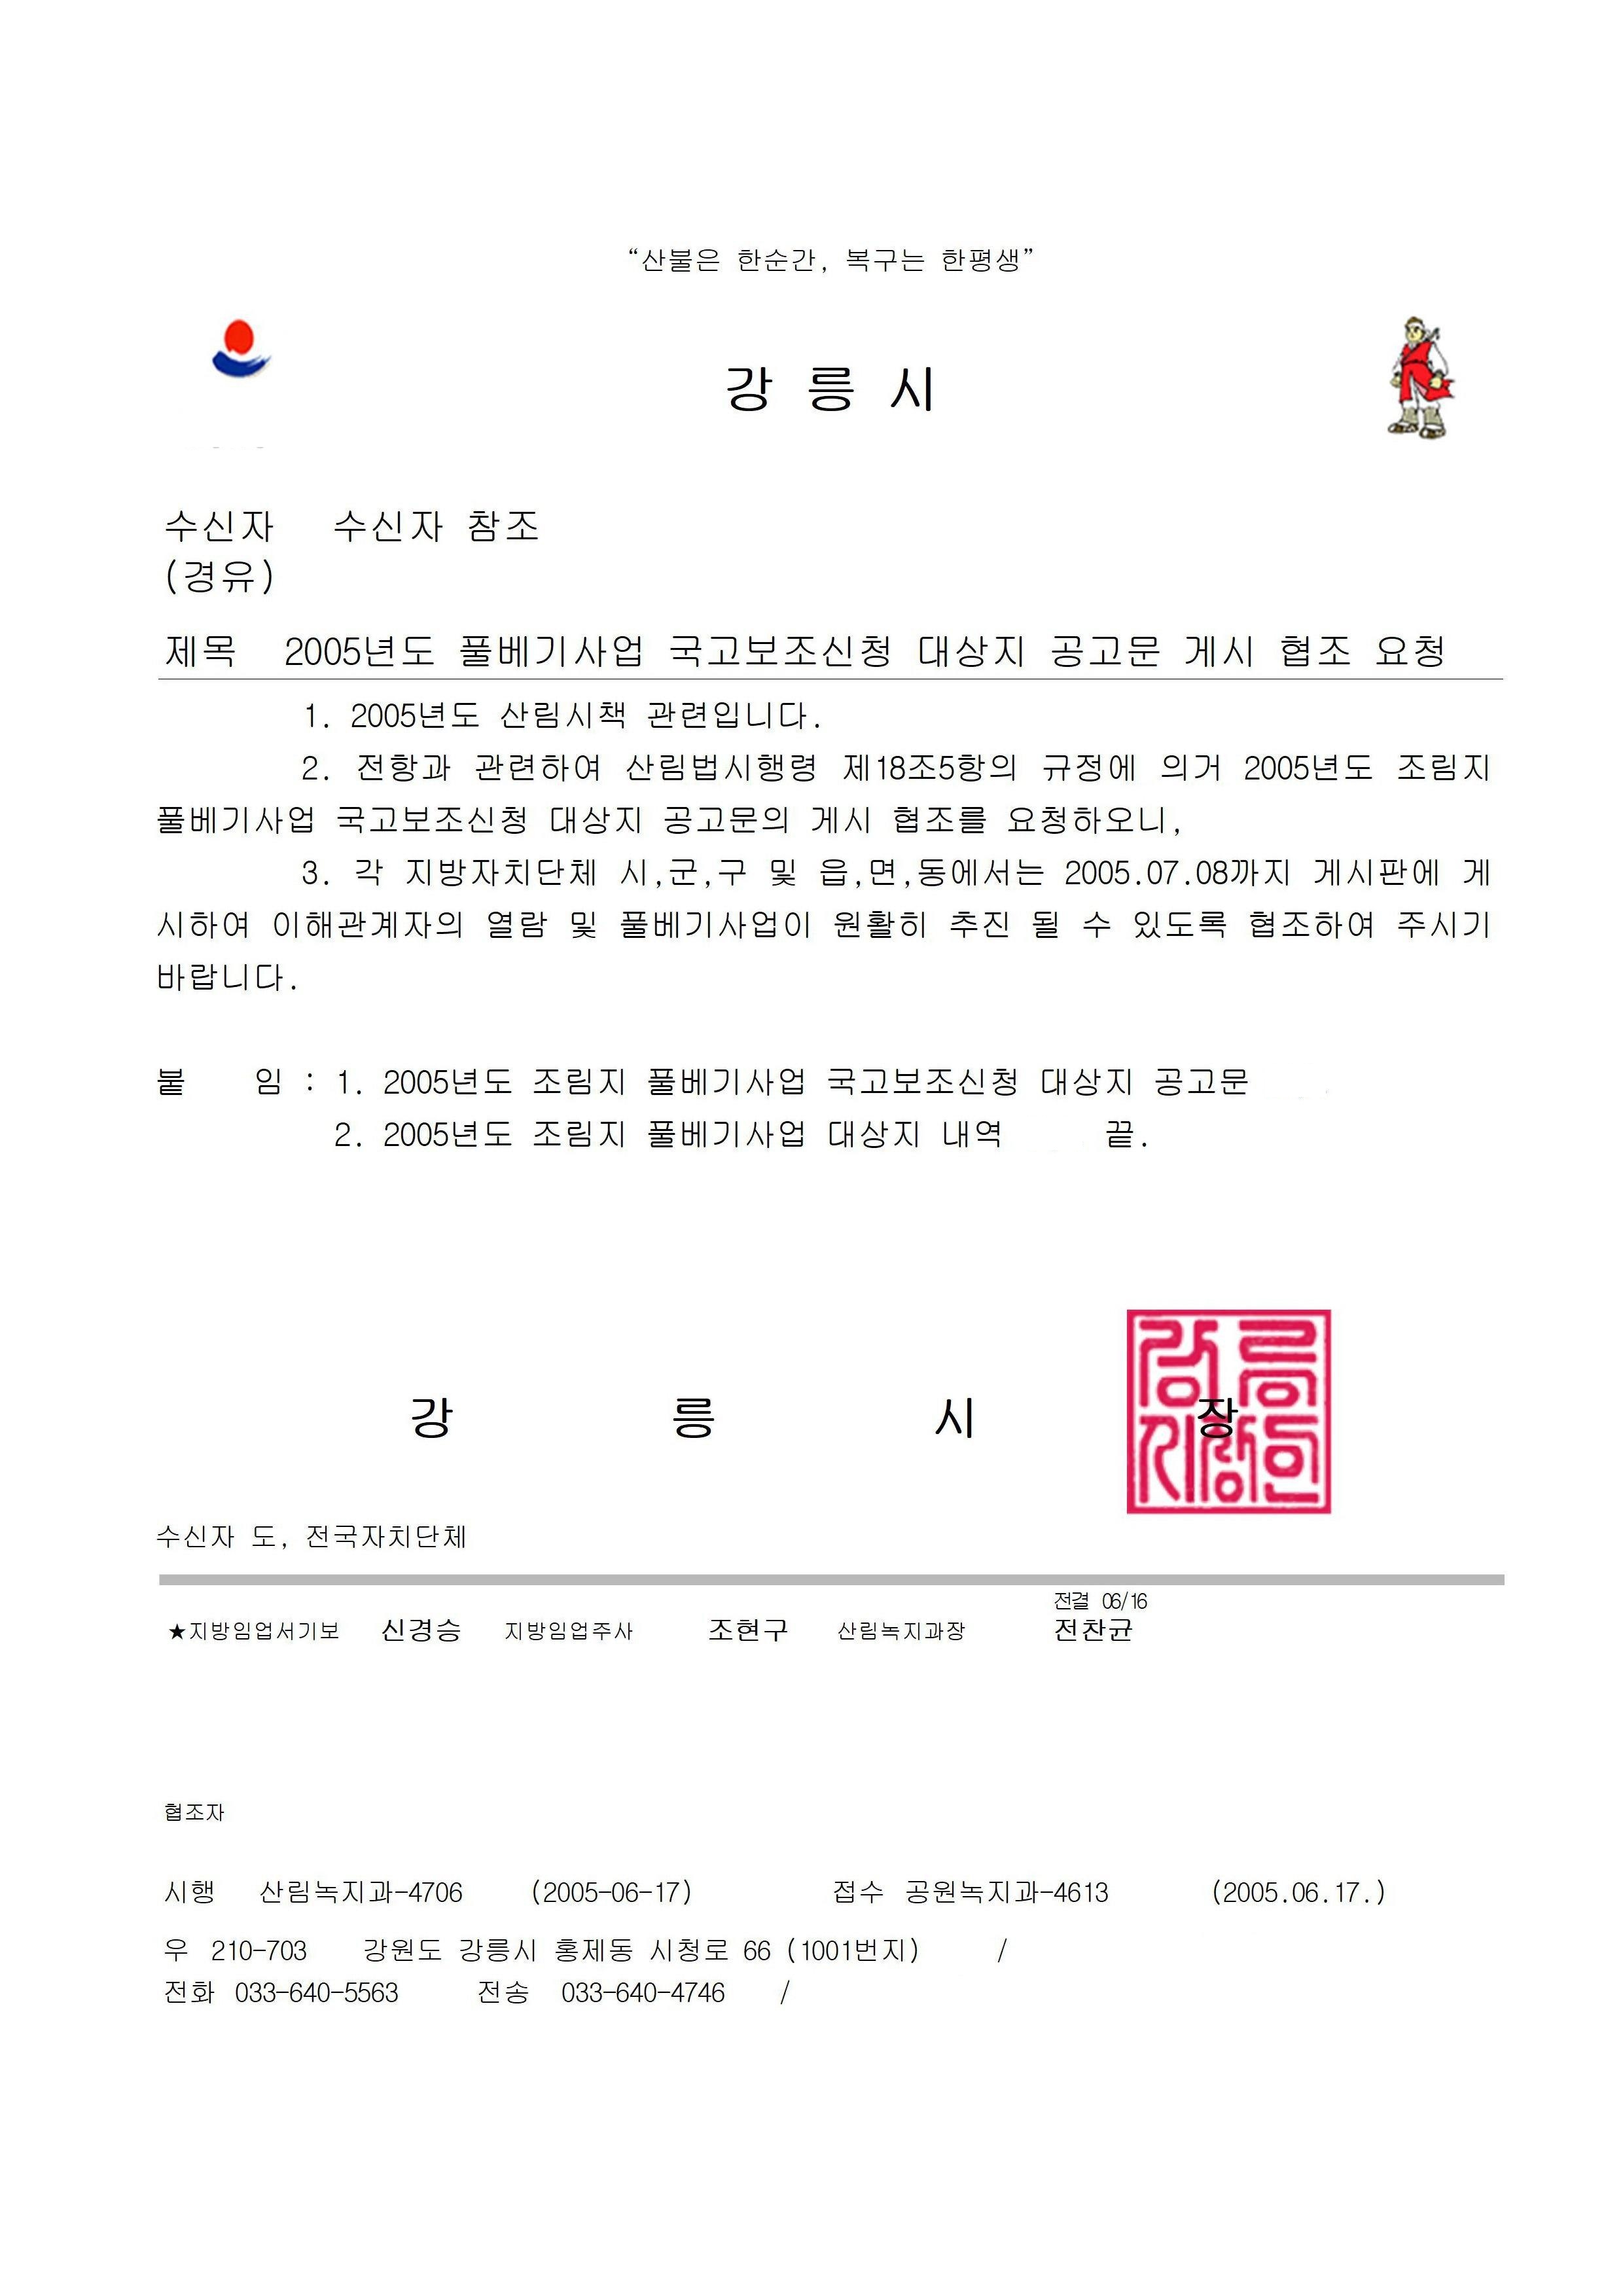 “산불은 한순간, 복구는 한평생”
강 릉 시
수신자 수신자 참조
(경유)
제목 2005년도 풀베기사업 국고보조신청 대상지 공고문 게시 협조 요청
1. 2005년도 산림시책 관련입니다.
2. 전항과 관련하여 산림법시행령 제18조5항의 규정에 의거 2005년도 조림지
풀베기사업 국고보조신청 대상지 공고문의 게시 협조를 요청하오니,
3. 각 지방자치단체 시,군,구 및 읍,면,동에서는 2005.07.08까지 게시판에 게
시하여 이해관계자의 열람 및 풀베기사업이 원활히 추진 될 수 있도록 협조하여 주시기
바랍니다.
붙 임 : 1. 2005년도 조림지 풀베기사업 국고보조신청 대상지 공고문
2. 2005년도 조림지 풀베기사업 대상지 내역 끝.
강 릉 시 장
수신자 도, 전국자치단체
전결 06/16
★지방임업서기보 신경승 지방임업주사 조현구 산림녹지과장 전찬균
협조자
시행 산림녹지과-4706 (2005-06-17) 접수 공원녹지과-4613 (2005.06.17.)
우 210-703 강원도 강릉시 홍제동 시청로 66 (1001번지) /
전화 033-640-5563 전송 033-640-4746 /